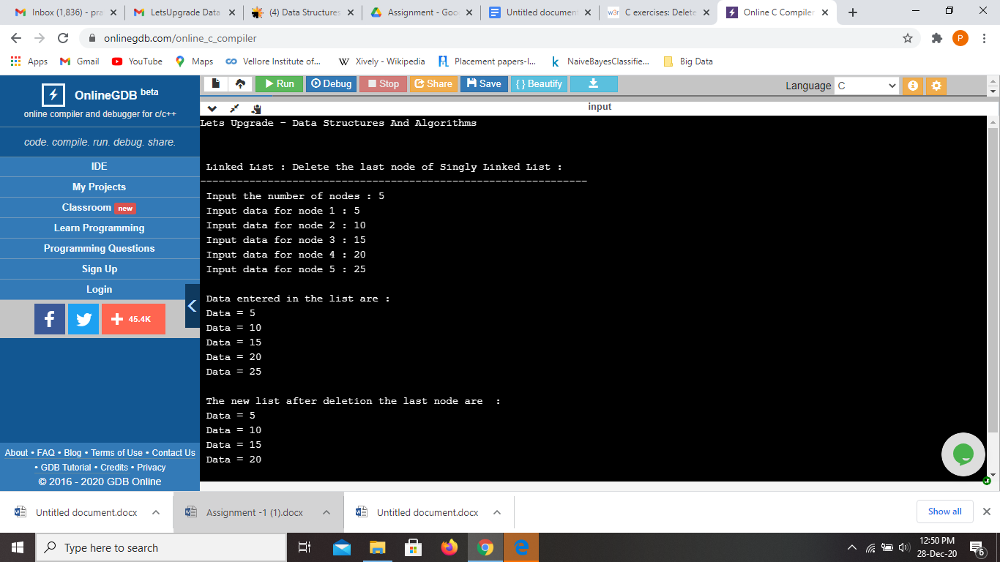 Inbox (1,836) - pra
LetsUpgrade Data
(4) Data Structures
Assignment - Goo
Untitled document
w3r C exercises: Delete
Online C Compiler
onlinegdb.com/online_c_compiler
P
Apps
Gmail
YouTube
Maps
Vellore Institute of...
W Xively - Wikipedia
Placement papers-I...
k NaiveBayesClassifie...
Big Data
OnlineGDB beta
online compiler and debugger for c/c++
code. compile. run. debug. share.
IDE
My Projects
Classroom new
Learn Programming
Programming Questions
Sign Up
Login
f
+ 45.4K
About • FAQ • Blog • Terms of Use • Contact Us
• GDB Tutorial • Credits • Privacy
© 2016 - 2020 GDB Online
Run
Debug
Stop
Share
Save
{ } Beautify
Language C
input
Lets Upgrade - Data Structures And Algorithms
Linked List : Delete the last node of Singly Linked List :
---------------------------------------------------------------
Input the number of nodes : 5
Input data for node 1 : 5
Input data for node 2 : 10
Input data for node 3 : 15
Input data for node 4 : 20
Input data for node 5 : 25
Data entered in the list are :
Data = 5
Data = 10
Data = 15
Data = 20
Data = 25
The new list after deletion the last node are  :
Data = 5
Data = 10
Data = 15
Data = 20
Untitled document.docx
Assignment -1 (1).docx
Untitled document.docx
Show all
Type here to search
12:50 PM
28-Dec-20
6